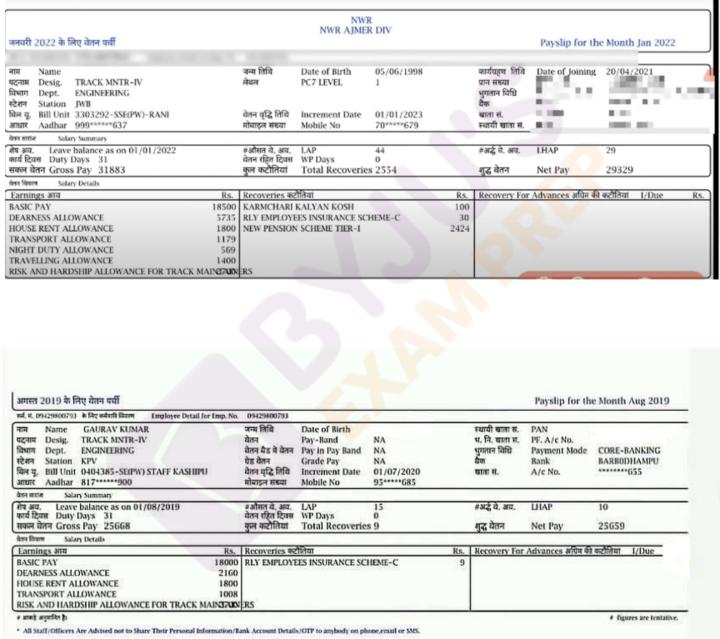 NWR
NWR AJMER DIV
जनवरी 2022 के लिए वेतन पर्ची Payslip for the Month Jan 2022
नाम Name जन्म तिथि Date of Birth 05/06/1998 कार्यग्रहण तिथि Date of Joining 20/04/2021
पदनाम Desig. TRACK MNTR-IV लेवल PC7 LEVEL 1 प्रान संख्या
विभाग Dept. ENGINEERING भुगतान विधि
स्टेशन Station JWB बैंक
बिल यू. Bill Unit 3303292-SSE(PW)-RANI वेतन वृद्धि तिथि Increment Date 01/01/2023 खाता सं.
आधार Aadhar 999*****637 मोबाइल संख्या Mobile No 70*****679 स्थायी खाता सं.
वेतन सारांश Salary Summary
शेष अव. Leave balance as on 01/01/2022 #औसत वे. अव. LAP 44 #अर्द्ध वे. अव. LHAP 29
कार्य दिवस Duty Days 31 वेतन रहित दिवस WP Days 0
सकल वेतन Gross Pay 31883 कुल कटौतियां Total Recoveries 2554 शुद्ध वेतन Net Pay 29329
वेतन विवरण Salary Details
Earnings आय Rs. Recoveries कटौतियां Rs. Recovery For Advances अग्रिम की कटौतियां I/Due Rs.
BASIC PAY 18500 KARMCHARI KALYAN KOSH 100
DEARNESS ALLOWANCE 5735 RLY EMPLOYEES INSURANCE SCHEME-C 30
HOUSE RENT ALLOWANCE 1800 NEW PENSION SCHEME TIER-I 2424
TRANSPORT ALLOWANCE 1179
NIGHT DUTY ALLOWANCE 569
TRAVELLING ALLOWANCE 1400
RISK AND HARDSHIP ALLOWANCE FOR TRACK MAINTAINERS
BYJU'S
EXAM PREP
अगस्त 2019 के लिए वेतन पर्ची Payslip for the Month Aug 2019
कर्म. सं. 09429800793 के लिए कर्मचारी विवरण Employee Detail for Emp. No. 09429800793
नाम Name GAURAV KUMAR जन्म तिथि Date of Birth स्थायी खाता सं. PAN
पदनाम Desig. TRACK MNTR-IV वेतन Pay-Band NA भ. नि. खाता सं. PF. A/c No.
विभाग Dept. ENGINEERING वेतन बैंड मे वेतन Pay in Pay Band NA भुगतान विधि Payment Mode CORE-BANKING
स्टेशन Station KPV ग्रेड वेतन Grade Pay NA बैंक Bank BARB0DHAMPU
बिल यू. Bill Unit 0404385-SE(PW) STAFF KASHIPU वेतन वृद्धि तिथि Increment Date 01/07/2020 खाता सं. A/c No. ********655
आधार Aadhar 817******900 मोबाइल संख्या Mobile No 93*****685
वेतन सारांश Salary Summary
शेष अव. Leave balance as on 01/08/2019 #औसत वे. अव. LAP 15 #अर्द्ध वे. अव. LHAP 10
कार्य दिवस Duty Days 31 वेतन रहित दिवस WP Days 0
सकल वेतन Gross Pay 25668 कुल कटौतियां Total Recoveries 9 शुद्ध वेतन Net Pay 25659
वेतन विवरण Salary Details
Earnings आय Rs. Recoveries कटौतियां Rs. Recovery For Advances अग्रिम की कटौतियां I/Due
BASIC PAY 18000 RLY EMPLOYEES INSURANCE SCHEME-C 9
DEARNESS ALLOWANCE 2160
HOUSE RENT ALLOWANCE 1800
TRANSPORT ALLOWANCE 1008
RISK AND HARDSHIP ALLOWANCE FOR TRACK MAINTAINERS
# आंकड़े अनुमानित है। # figures are tentative.
* All Staff/Officers Are Advised not to Share Their Personal Information/Bank Account Details/OTP to anybody on phone,email or SMS.